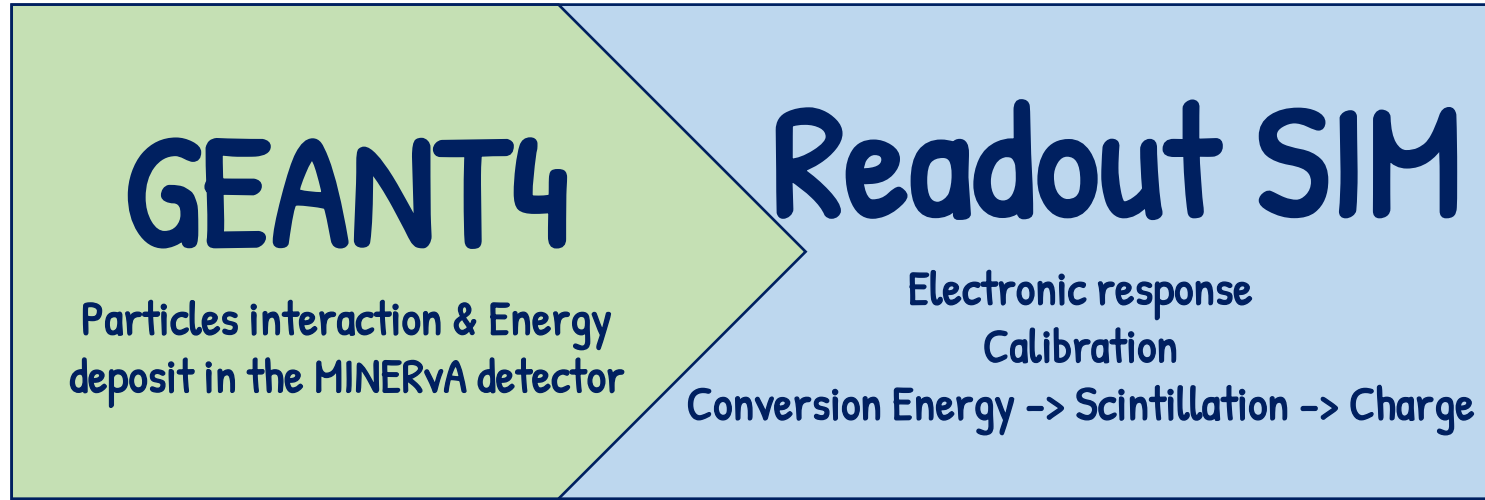 GEANT4
Particles interaction & Energy
deposit in the MINERvA detector
Readout SIM
Electronic response
Calibration
Conversion Energy -> Scintillation -> Charge